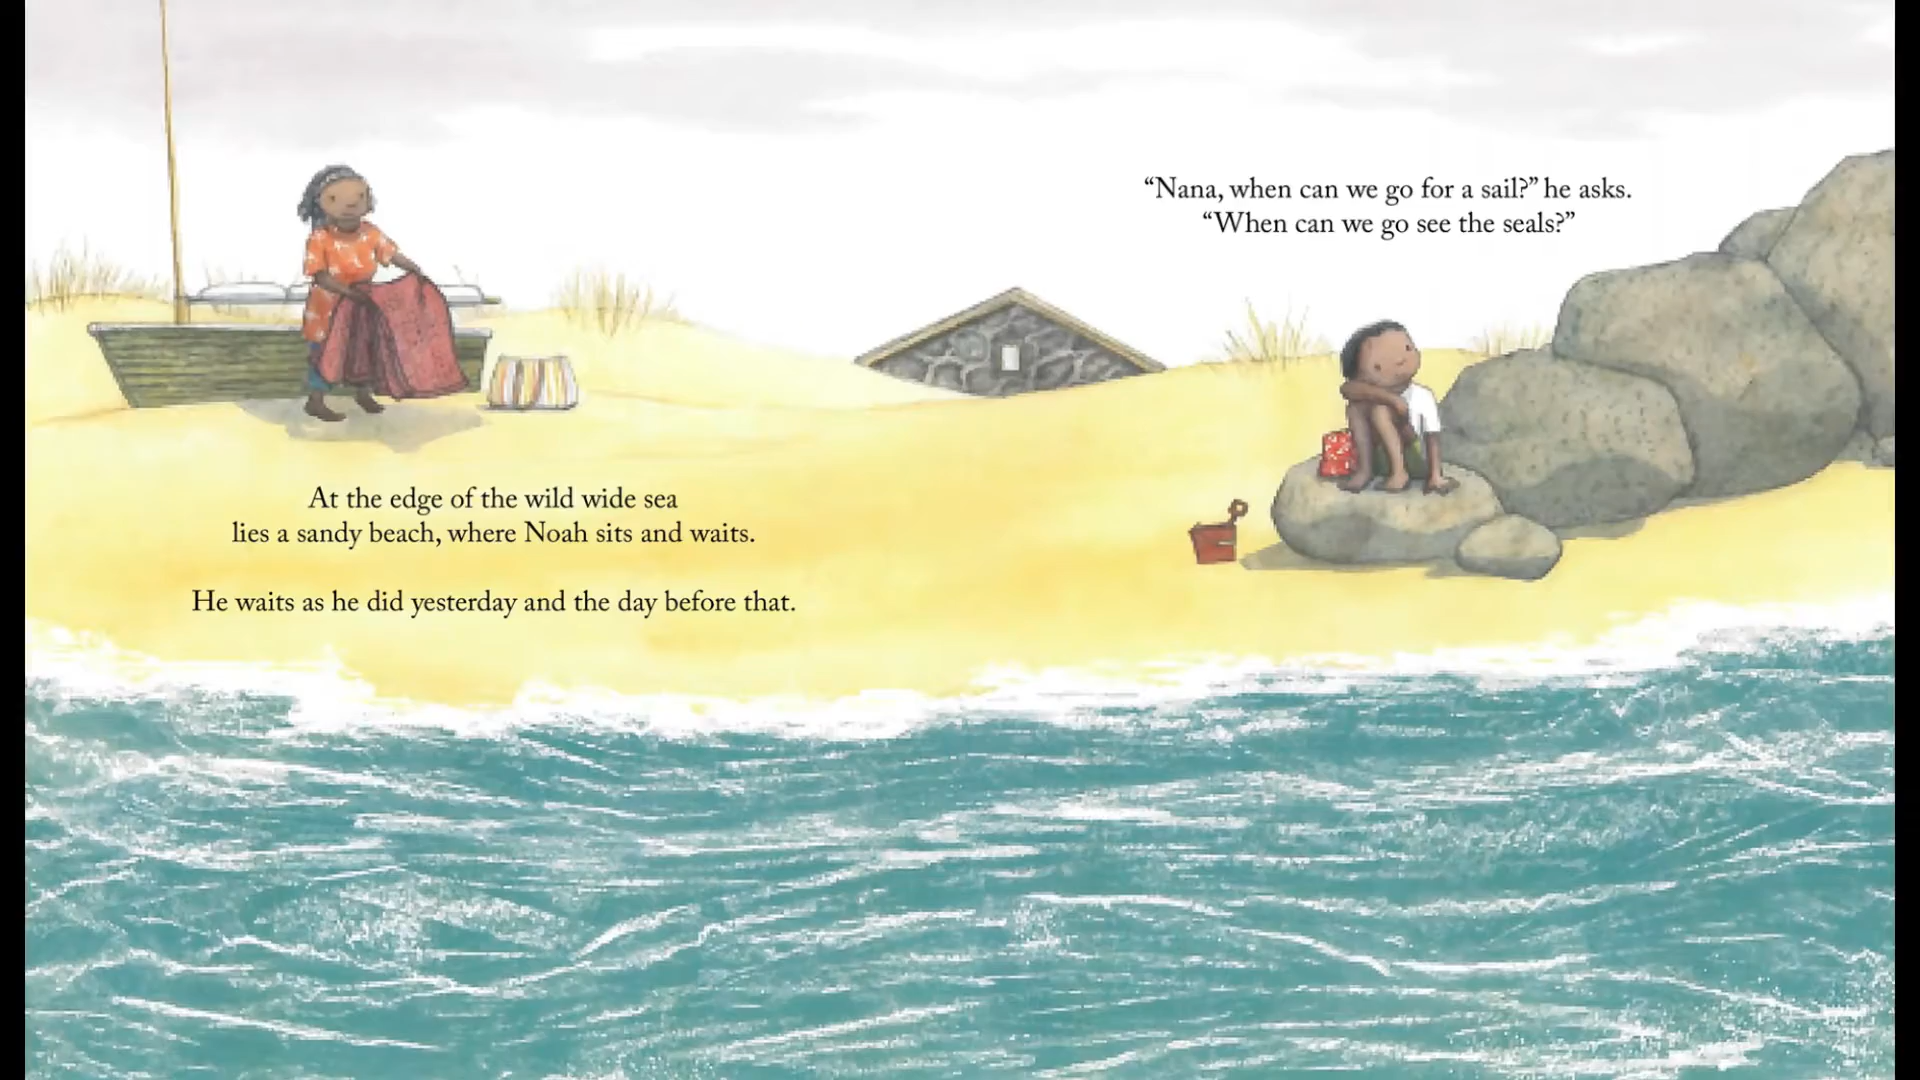 At the edge of the wild wide sea
lies a sandy beach, where Noah sits and waits.
He waits as he did yesterday and the day before that.
“Nana, when can we go for a sail?” he asks.
“When can we go see the seals?”